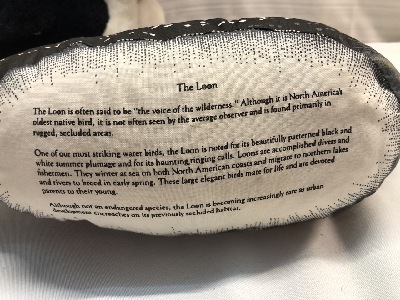 The Loon
The Loon is often said to be "the voice of the wilderness." Although it is North America's
oldest native bird, it is not often seen by the average observer and is found primarily in
rugged, secluded areas.
One of our most striking water birds, the Loon is noted for its beautifully patterned black and
white summer plumage and for its haunting, ringing calls. Loons are accomplished divers and
fishermen. They winter at sea on both North American coasts and migrate to northern lakes
and rivers to breed in early spring. These large elegant birds mate for life and are devoted
parents to their young.
Although not an endangered species, the Loon is becoming increasingly rare as urban
development encroaches on its previously secluded habitat.